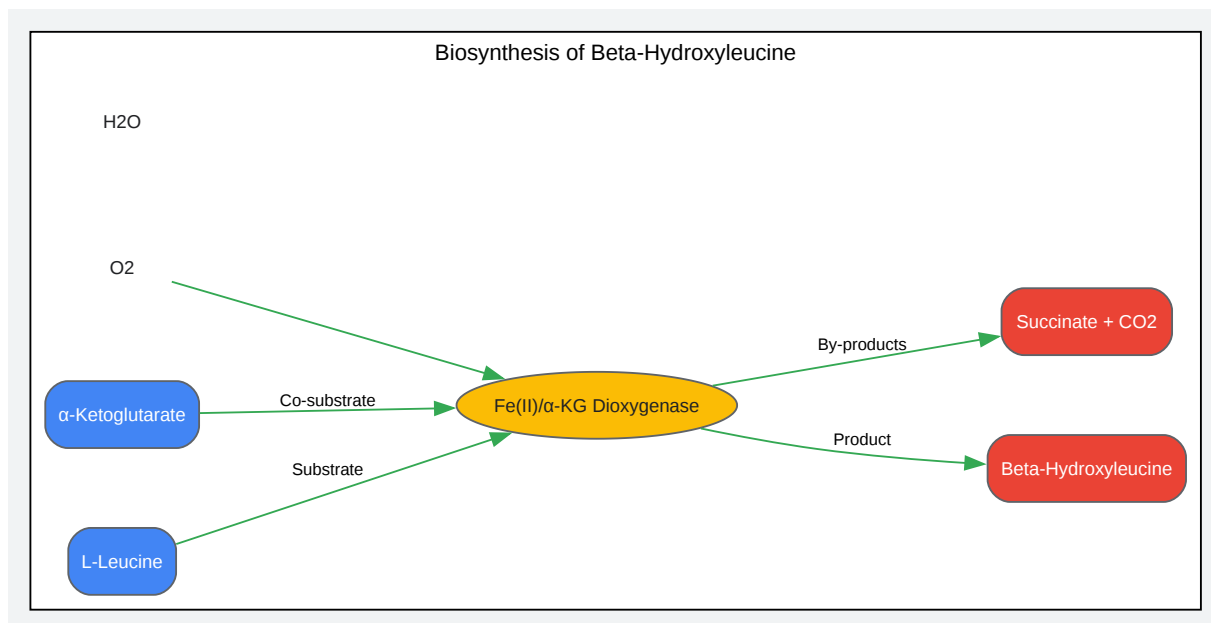 Biosynthesis of Beta-Hydroxyleucine
H2O
O2
Succinate + CO2
By-products
α-Ketoglutarate
Co-substrate
Fe(II)/α-KG Dioxygenase
Product
Substrate
Beta-Hydroxyleucine
L-Leucine